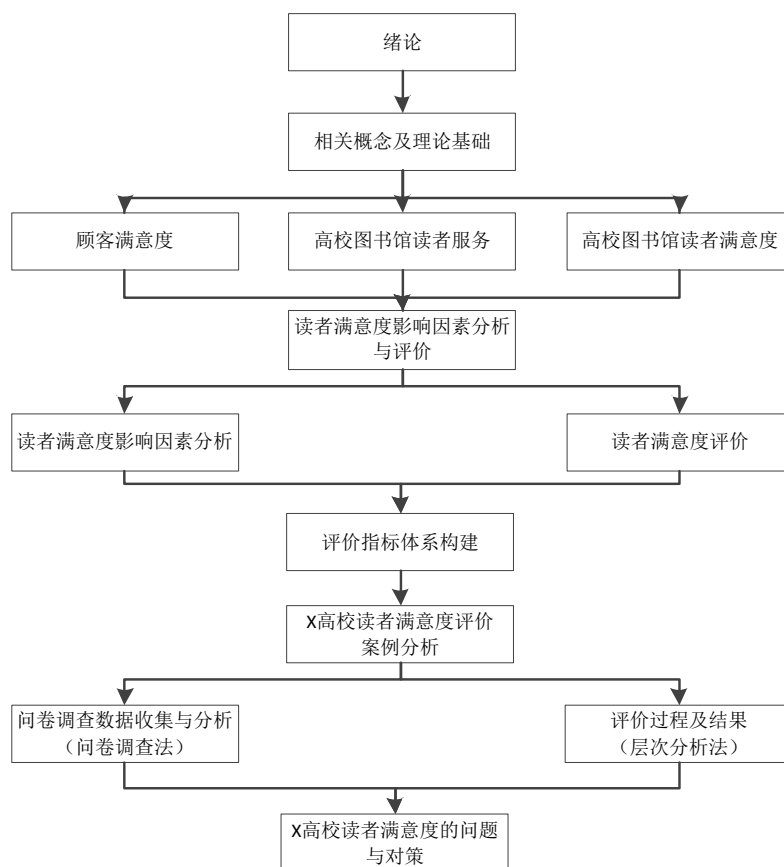 绪论
相关概念及理论基础
顾客满意度
高校图书馆读者服务
高校图书馆读者满意度
读者满意度影响因素分析
与评价
读者满意度影响因素分析
读者满意度评价
评价指标体系构建
X高校读者满意度评价
案例分析
问卷调查数据收集与分析
（问卷调查法）
评价过程及结果
（层次分析法）
X高校读者满意度的问题
与对策